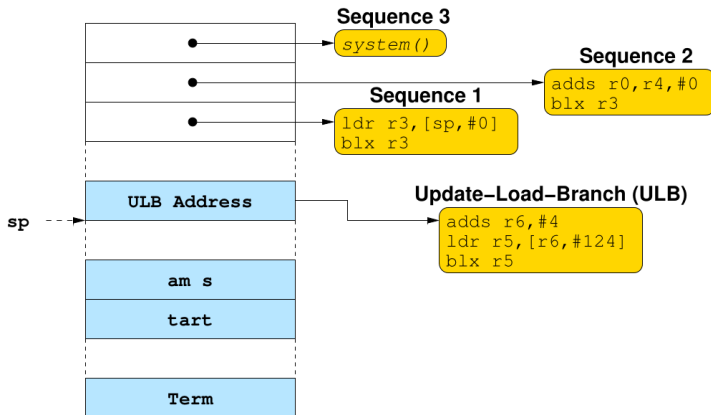 Sequence 3
system()
Sequence 2
adds r0,r4,#0
blx r3
Sequence 1
ldr r3,[sp,#0]
blx r3
ULB Address
sp
Update–Load–Branch (ULB)
adds r6,#4
ldr r5,[r6,#124]
blx r5
am s
tart
Term